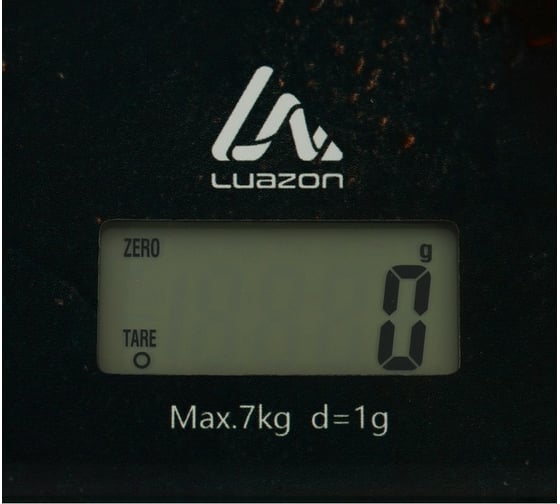 Luazon
ZERO g
0
TARE
Max.7kg d=1g